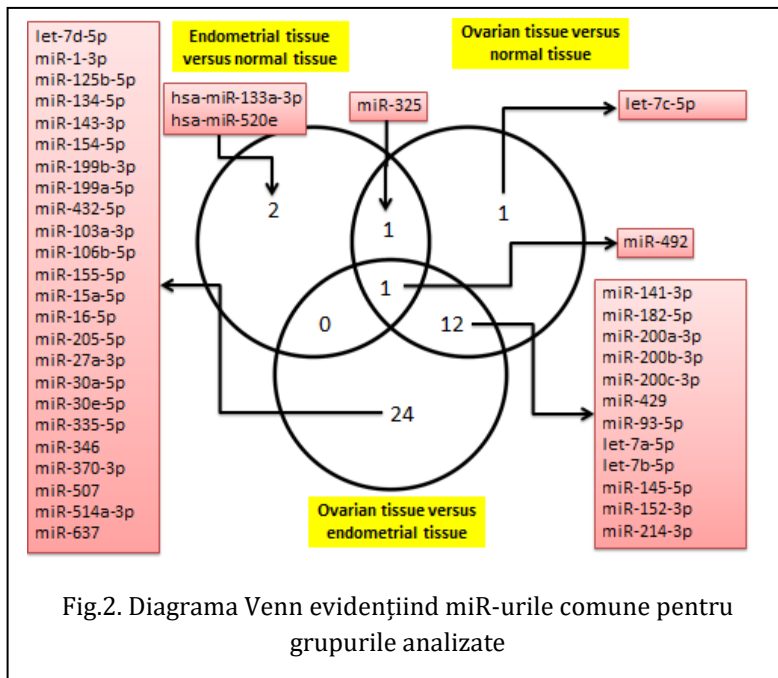 let-7d-5p
miR-1-3p
miR-125b-5p
miR-134-5p
miR-143-3p
miR-154-5p
miR-199b-3p
miR-199a-5p
miR-432-5p
miR-103a-3p
miR-106b-5p
miR-155-5p
miR-15a-5p
miR-16-5p
miR-205-5p
miR-27a-3p
miR-30a-5p
miR-30e-5p
miR-335-5p
miR-346
miR-370-3p
miR-507
miR-514a-3p
miR-637
Endometrial tissue
versus normal tissue
Ovarian tissue versus
normal tissue
hsa-miR-133a-3p
hsa-miR-520e
miR-325
let-7c-5p
2
1
1
miR-492
1
0
12
24
miR-141-3p
miR-182-5p
miR-200a-3p
miR-200b-3p
miR-200c-3p
miR-429
miR-93-5p
let-7a-5p
let-7b-5p
miR-145-5p
miR-152-3p
miR-214-3p
Ovarian tissue versus
endometrial tissue
Fig.2. Diagrama Venn evidențiind miR-urile comune pentru
grupurile analizate